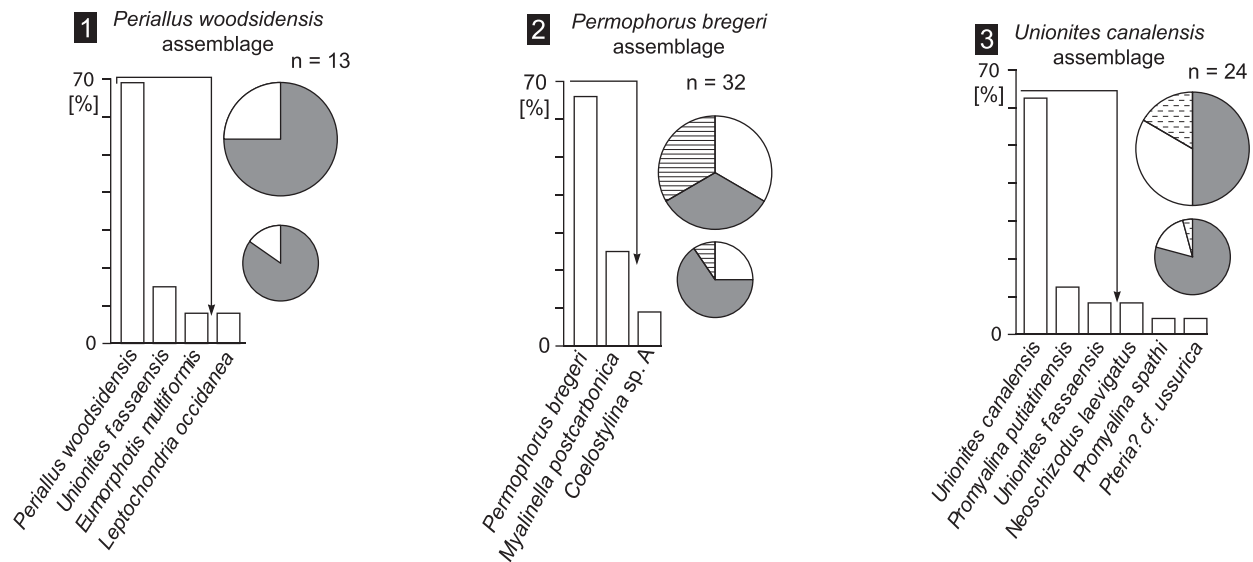 1
Periallus woodsidensis
assemblage
n = 13
70
[%]
0
Periallus woodsidensis
Unionites fassaensis
Eumorphotis multiformis
Leptochondria occidanea
2
Permophorus bregeri
assemblage
n = 32
70
[%]
0
Permophorus bregeri
Myalinella postcarbonica
Coelostylina sp. A
3
Unionites canalensis
assemblage
n = 24
70
[%]
0
Unionites canalensis
Promyalina putiatinensis
Unionites fassaensis
Neoschizodus laevigatus
Promyalina spathi
Pteria? cf. ussurica